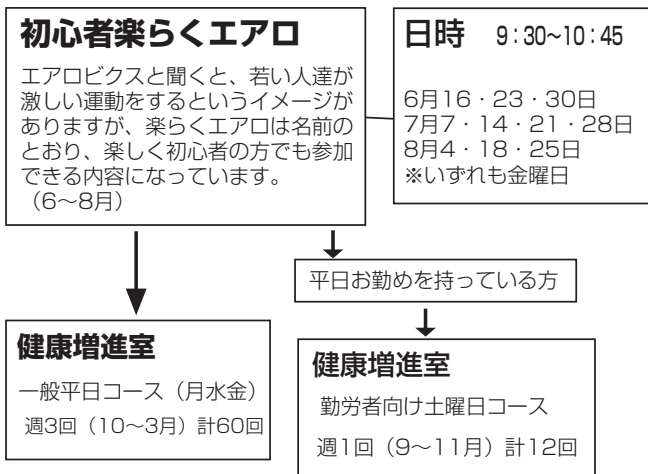 初心者楽らくエアロ
エアロビクスと聞くと、若い人達が
激しい運動をするというイメージが
ありますが、楽らくエアロは名前の
とおり、楽しく初心者の方でも参加
できる内容になっています。
（6～8月）
日時 9:30~10:45
6月16・23・30日
7月7・14・21・28日
8月4・18・25日
※いずれも金曜日
平日お勤めを持っている方
健康増進室
一般平日コース（月水金）
週3回（10～3月）計60回
健康増進室
勤労者向け土曜日コース
週1回（9～11月）計12回